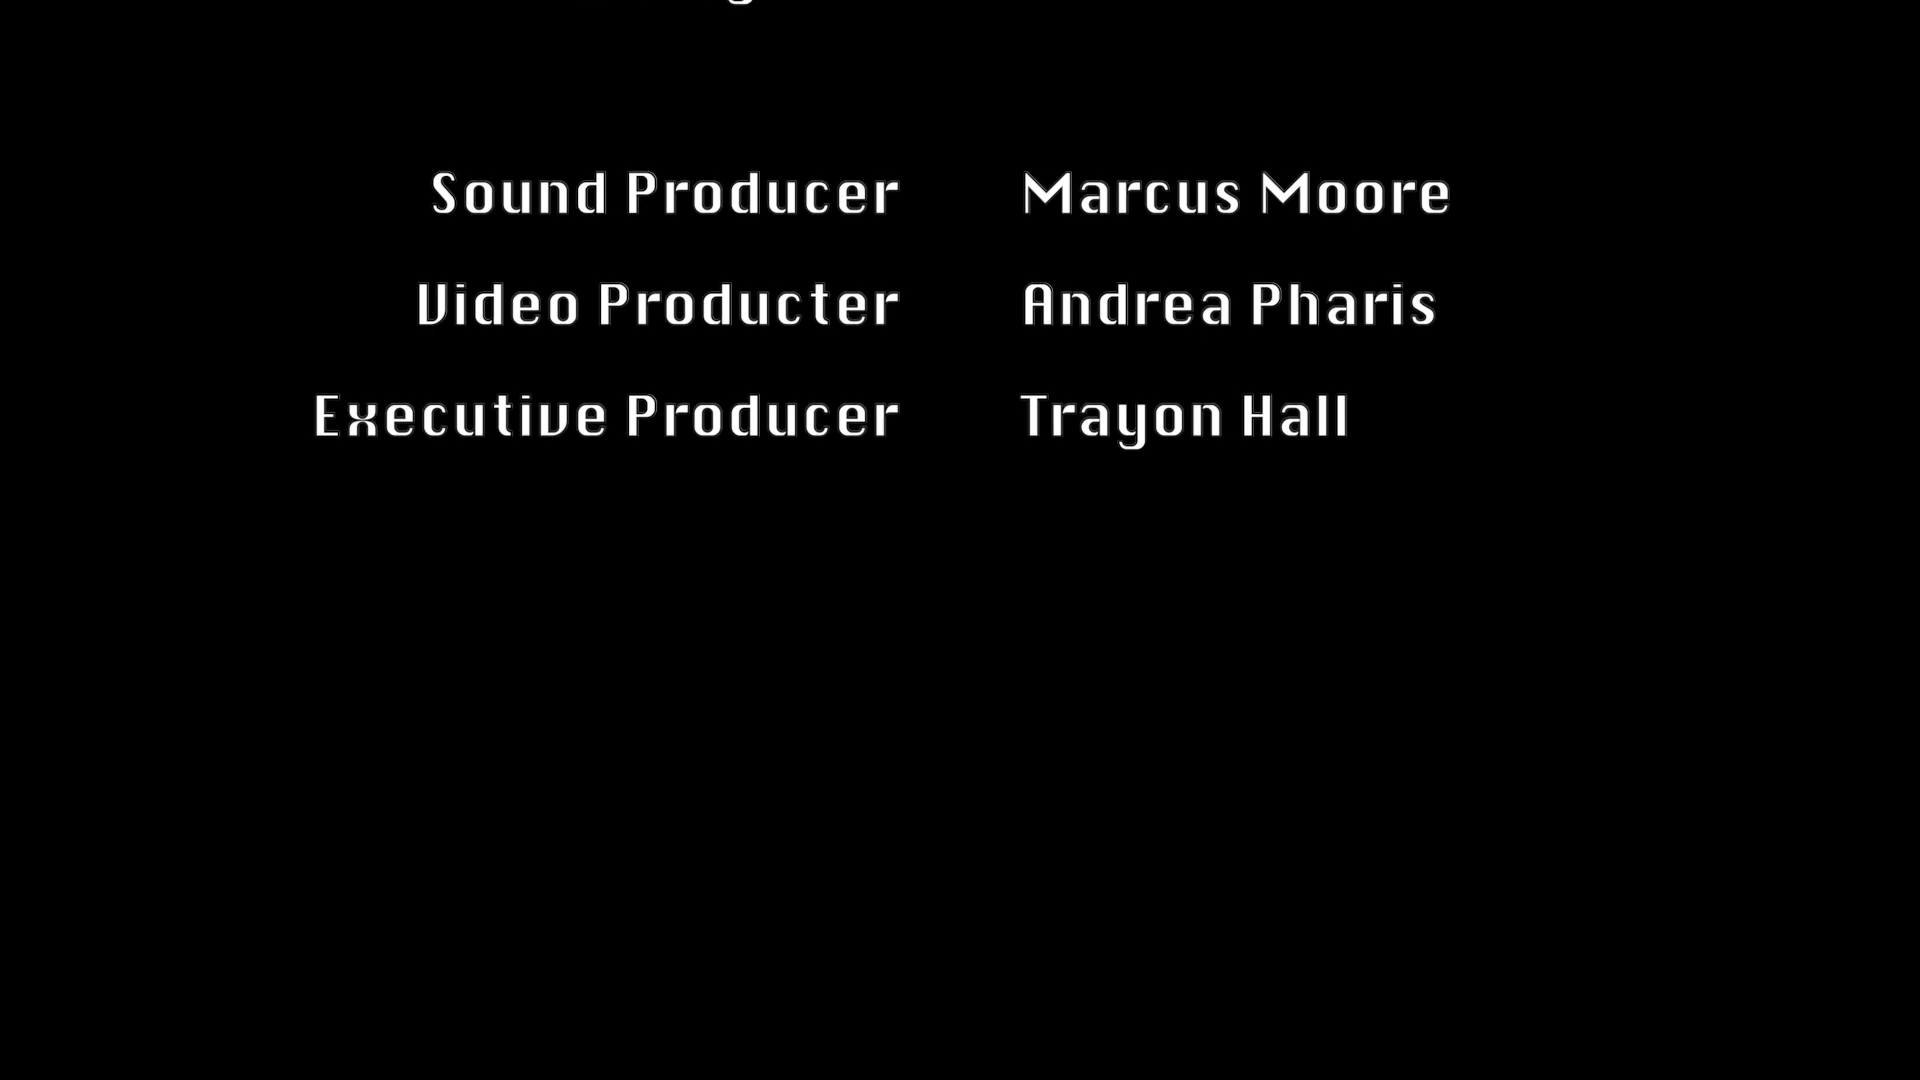 Sound Producer Marcus Moore
Video Producter Andrea Pharis
Executive Producer Trayon Hall